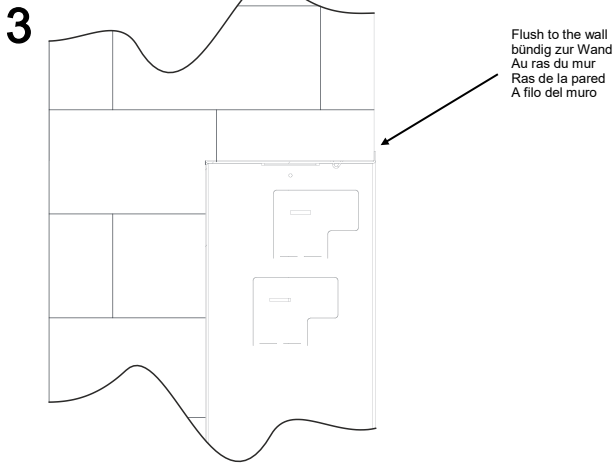 3
Flush to the wall
bündig zur Wand
Au ras du mur
Ras de la pared
A filo del muro